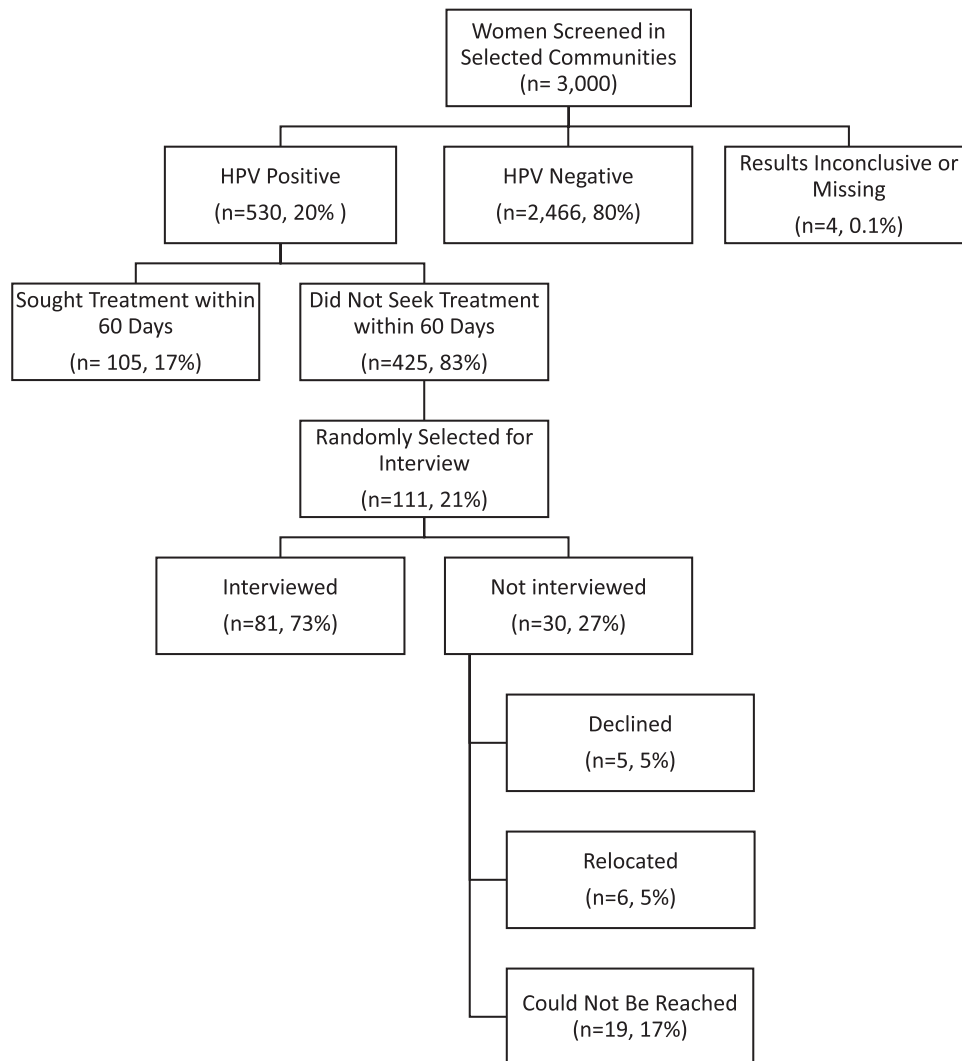 Women Screened in
Selected Communities
(n= 3,000)
HPV Positive
(n=530, 20% )
HPV Negative
(n=2,466, 80%)
Results Inconclusive or
Missing
(n=4, 0.1%)
Sought Treatment within
60 Days
(n= 105, 17%)
Did Not Seek Treatment
within 60 Days
(n=425, 83%)
Randomly Selected for
Interview
(n=111, 21%)
Interviewed
(n=81, 73%)
Not interviewed
(n=30, 27%)
Declined
(n=5, 5%)
Relocated
(n=6, 5%)
Could Not Be Reached
(n=19, 17%)